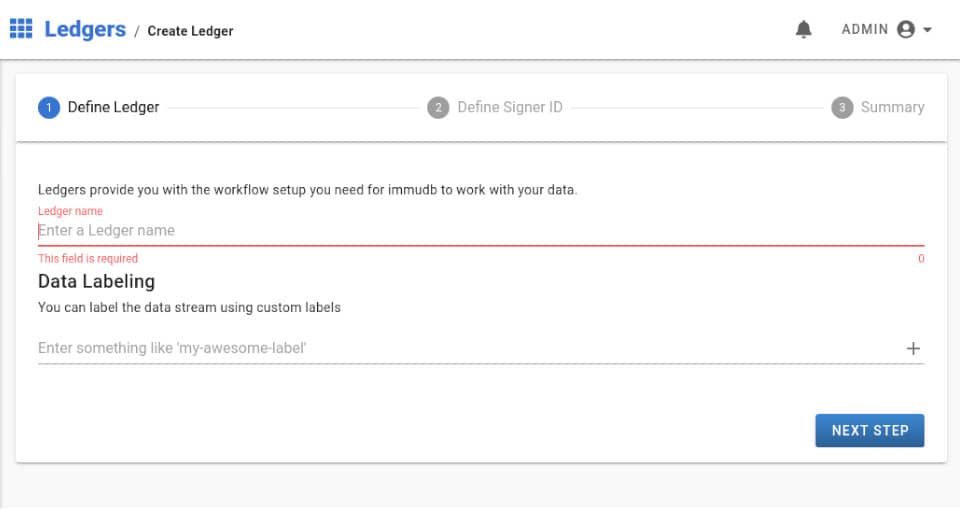 Ledgers / Create Ledger
ADMIN
1 Define Ledger
2 Define Signer ID
3 Summary
Ledgers provide you with the workflow setup you need for immudb to work with your data.
Ledger name
Enter a Ledger name
This field is required 0
Data Labeling
You can label the data stream using custom labels
Enter something like 'my-awesome-label'
NEXT STEP